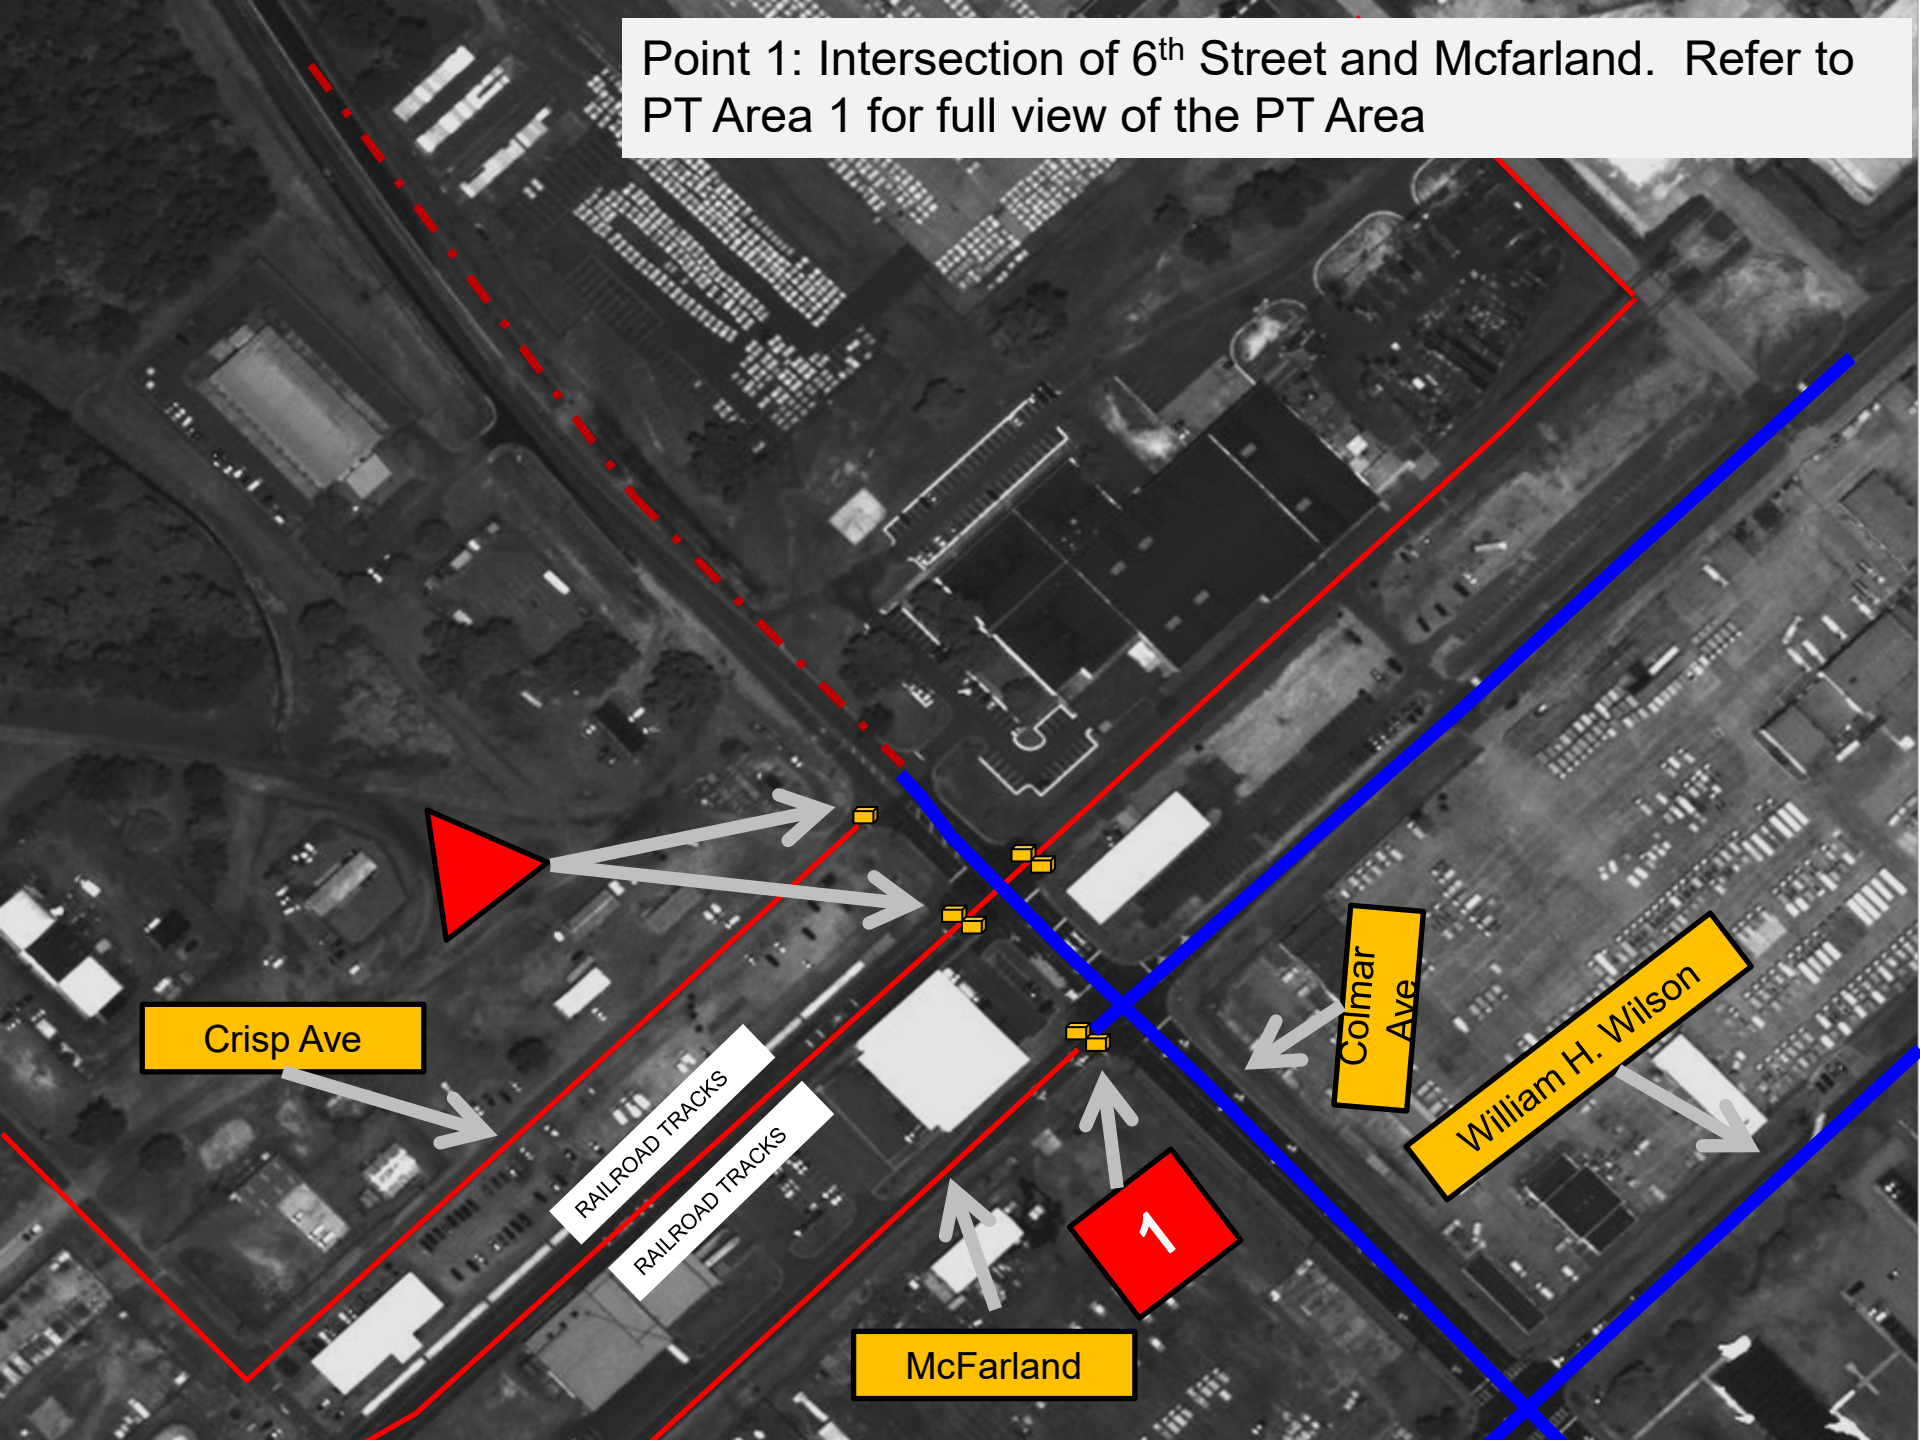 Point 1: Intersection of 6th Street and Mcfarland.  Refer to
PT Area 1 for full view of the PT Area
Colmar
Ave
William H. Wilson
Crisp Ave
RAILROAD TRACKS
RAILROAD TRACKS
1
McFarland